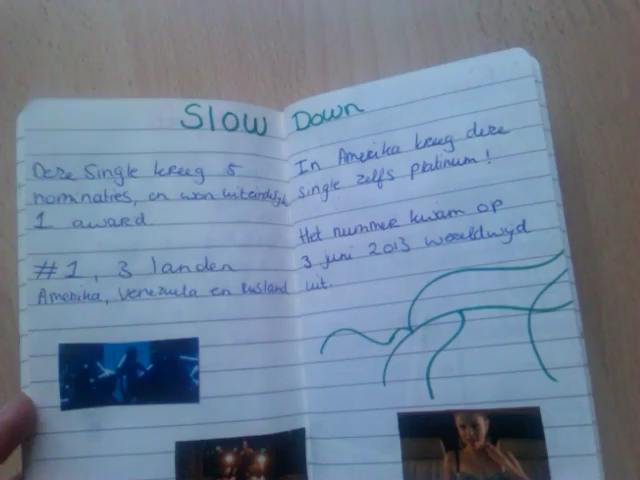 Slow Down
Deze Single kreeg 5
nominaties, en won uiteindelijk
1 award
#1, 3 landen
Amerika, Venezuela en Rusland
In Amerika kreeg deze
single zelfs platinum!
Het nummer kwam op
3 juni 2013 wereldwijd
uit.